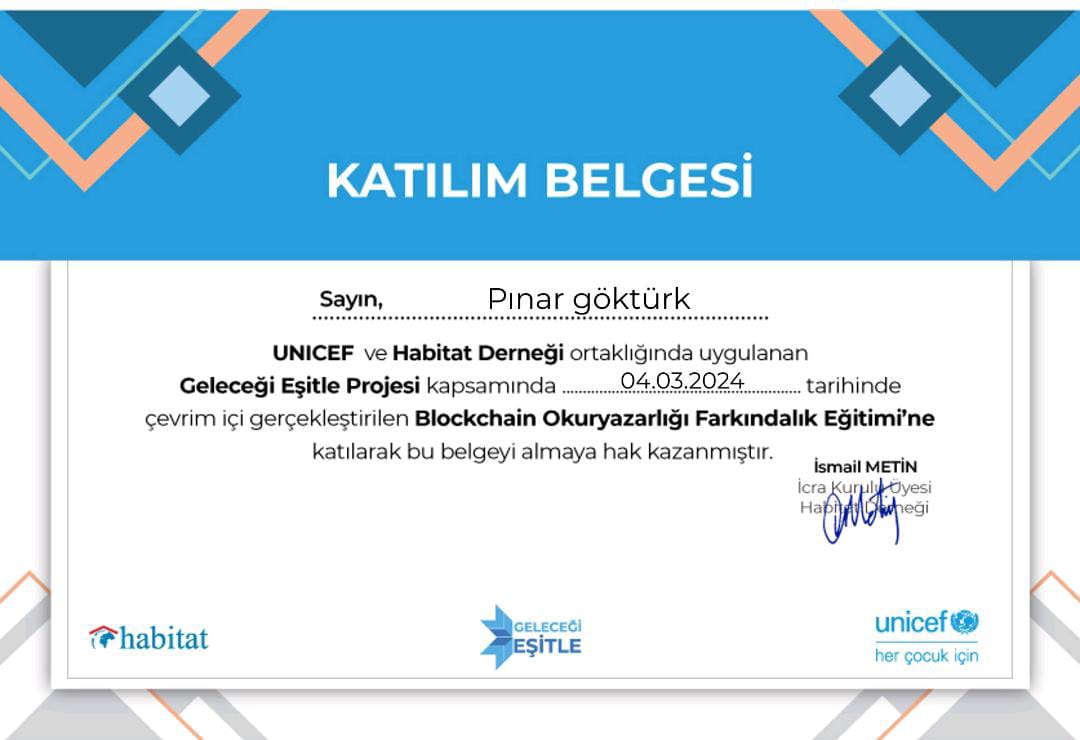 KATILIM BELGESİ
Sayın, Pınar göktürk
UNICEF ve Habitat Derneği ortaklığında uygulanan
Geleceği Eşitle Projesi kapsamında 04.03.2024 tarihinde
çevrim içi gerçekleştirilen Blockchain Okuryazarlığı Farkındalık Eğitimi’ne
katılarak bu belgeyi almaya hak kazanmıştır.
İsmail METİN
İcra Kurulu Üyesi
Habitat Derneği
habitat
GELECEĞİ
EŞİTLE
unicef
her çocuk için